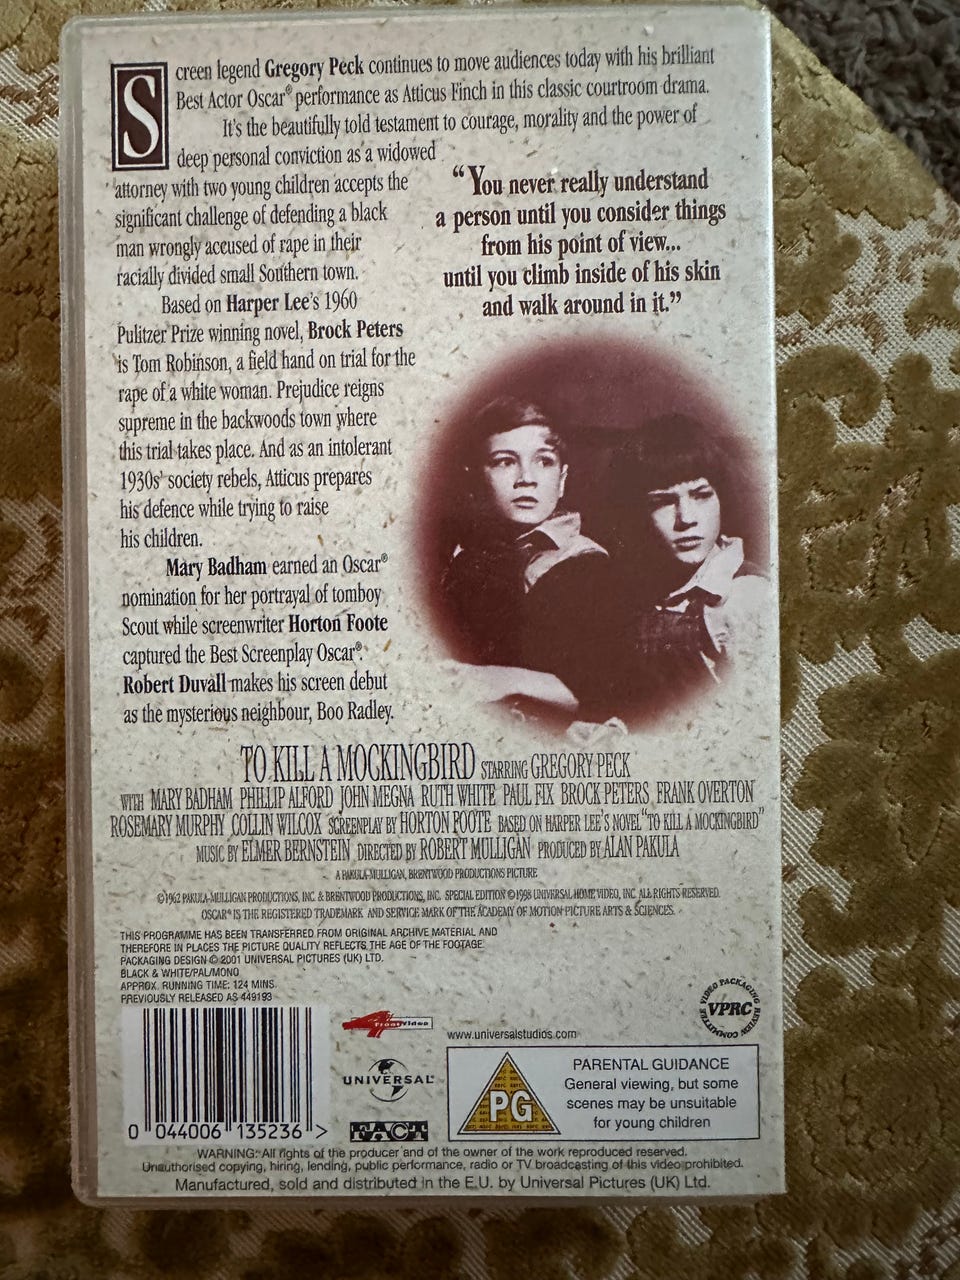 Screen legend Gregory Peck continues to move audiences today with his brilliant
Best Actor Oscar® performance as Atticus Finch in this classic courtroom drama.
It's the beautifully told testament to courage, morality and the power of
deep personal conviction as a widowed
attorney with two young children accepts the
significant challenge of defending a black
man wrongly accused of rape in their
racially divided small Southern town.
Based on Harper Lee's 1960
Pulitzer Prize winning novel, Brock Peters
is Tom Robinson, a field hand on trial for the
rape of a white woman. Prejudice reigns
supreme in the backwoods town where
this trial takes place. And as an intolerant
1930s' society rebels, Atticus prepares
his defence while trying to raise
his children.
Mary Badham earned an Oscar®
nomination for her portrayal of tomboy
Scout while screenwriter Horton Foote
captured the Best Screenplay Oscar®.
Robert Duvall makes his screen debut
as the mysterious neighbour, Boo Radley.
"You never really understand
a person until you consider things
from his point of view...
until you climb inside of his skin
and walk around in it."
TO KILL A MOCKINGBIRD STARRING GREGORY PECK
WITH MARY BADHAM PHILLIP ALFORD JOHN MEGNA RUTH WHITE PAUL FIX BROCK PETERS FRANK OVERTON
ROSEMARY MURPHY COLLIN WILCOX SCREENPLAY BY HORTON FOOTE BASED ON HARPER LEE'S NOVEL "TO KILL A MOCKINGBIRD"
MUSIC BY ELMER BERNSTEIN DIRECTED BY ROBERT MULLIGAN PRODUCED BY ALAN PAKULA
A PAKULA-MULLIGAN, BRENTWOOD PRODUCTIONS PICTURE
©1962 PAKULA-MULLIGAN PRODUCTIONS, INC. & BRENTWOOD PRODUCTIONS, INC. SPECIAL EDITION ©1998 UNIVERSAL HOME VIDEO, INC. ALL RIGHTS RESERVED.
OSCAR® IS THE REGISTERED TRADEMARK AND SERVICE MARK OF THE ACADEMY OF MOTION PICTURE ARTS & SCIENCES.
THIS PROGRAMME HAS BEEN TRANSFERRED FROM ORIGINAL ARCHIVE MATERIAL AND
THEREFORE IN PLACES THE PICTURE QUALITY REFLECTS THE AGE OF THE FOOTAGE.
PACKAGING DESIGN © 2001 UNIVERSAL PICTURES (UK) LTD.
BLACK & WHITE/PAL/MONO
APPROX. RUNNING TIME: 124 MINS.
PREVIOUSLY RELEASED AS 449193
0 044006 135236 >
4 Front Video
UNIVERSAL
FACT
www.universalstudios.com
VIDEO PACKAGING REVIEW COMMITTEE
VPRC
PG
PARENTAL GUIDANCE
General viewing, but some
scenes may be unsuitable
for young children
WARNING: All rights of the producer and of the owner of the work reproduced reserved.
Unauthorised copying, hiring, lending, public performance, radio or TV broadcasting of this video prohibited.
Manufactured, sold and distributed in the E.U. by Universal Pictures (UK) Ltd.